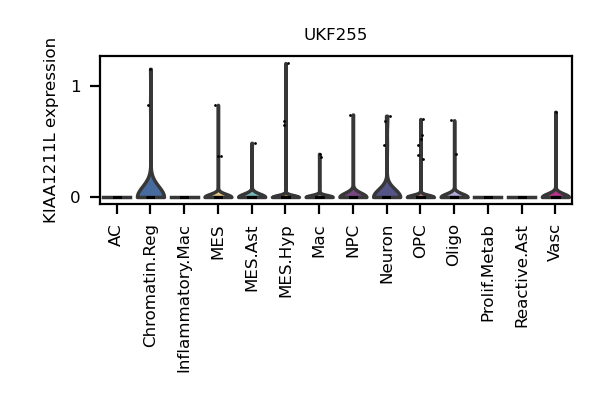 UKF255
KIAA1211L expression
1
0
AC
Chromatin.Reg
Inflammatory.Mac
MES
MES.Ast
MES.Hyp
Mac
NPC
Neuron
OPC
Oligo
Prolif.Metab
Reactive.Ast
Vasc